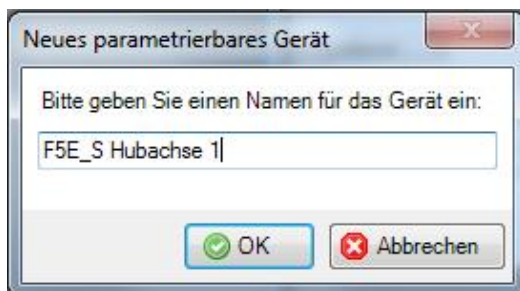 Neues parametrierbares Gerät
Bitte geben Sie einen Namen für das Gerät ein:
F5E_S Hubachse 1
OK
Abbrechen